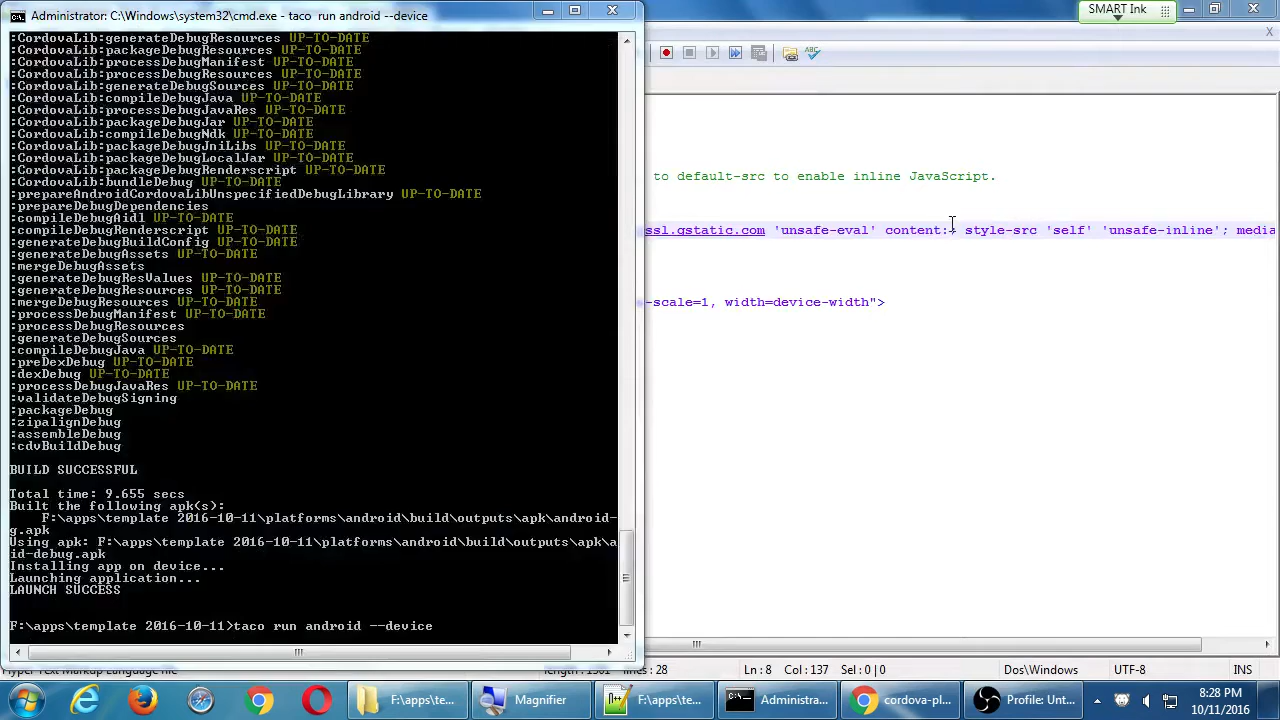 Administrator: C:\Windows\system32\cmd.exe - taco  run android --device
SMART Ink
:CordovaLib:generateDebugResources UP-TO-DATE
:CordovaLib:packageDebugResources UP-TO-DATE
:CordovaLib:processDebugManifest UP-TO-DATE
:CordovaLib:processDebugResources UP-TO-DATE
:CordovaLib:generateDebugSources UP-TO-DATE
:CordovaLib:compileDebugJava UP-TO-DATE
:CordovaLib:processDebugJavaRes UP-TO-DATE
:CordovaLib:packageDebugJar UP-TO-DATE
:CordovaLib:compileDebugNdk UP-TO-DATE
:CordovaLib:packageDebugJniLibs UP-TO-DATE
:CordovaLib:packageDebugLocalJar UP-TO-DATE
:CordovaLib:packageDebugRenderscript UP-TO-DATE
:CordovaLib:bundleDebug UP-TO-DATE
:prepareAndroidCordovaLibUnspecifiedDebugLibrary UP-TO-DATE
:prepareDebugDependencies
:compileDebugAidl UP-TO-DATE
:compileDebugRenderscript UP-TO-DATE
:generateDebugBuildConfig UP-TO-DATE
:generateDebugAssets UP-TO-DATE
:mergeDebugAssets
:generateDebugResValues UP-TO-DATE
:generateDebugResources UP-TO-DATE
:mergeDebugResources UP-TO-DATE
:processDebugManifest UP-TO-DATE
:processDebugResources
:generateDebugSources
:compileDebugJava UP-TO-DATE
:preDexDebug UP-TO-DATE
:dexDebug UP-TO-DATE
:processDebugJavaRes UP-TO-DATE
:validateDebugSigning
:packageDebug
:zipalignDebug
:assembleDebug
:cdvBuildDebug
BUILD SUCCESSFUL
Total time: 9.655 secs
Built the following apk(s):
F:\apps\template 2016-10-11\platforms\android\build\outputs\apk\android-
g.apk
Using apk: F:\apps\template 2016-10-11\platforms\android\build\outputs\apk\a
id-debug.apk
Installing app on device...
Launching application...
LAUNCH SUCCESS
F:\apps\template 2016-10-11>taco run android --device
to default-src to enable inline JavaScript.
ssl.gstatic.com 'unsafe-eval' content:; style-src 'self' 'unsafe-inline'; media
-scale=1, width=device-width">
Ln:8 Col:137 Sel:0|0
Dos\Windows
UTF-8
INS
F:\apps\te...
Magnifier
F:\apps\te...
Administra...
cordova-pl...
Profile: Unt...
8:28 PM
10/11/2016